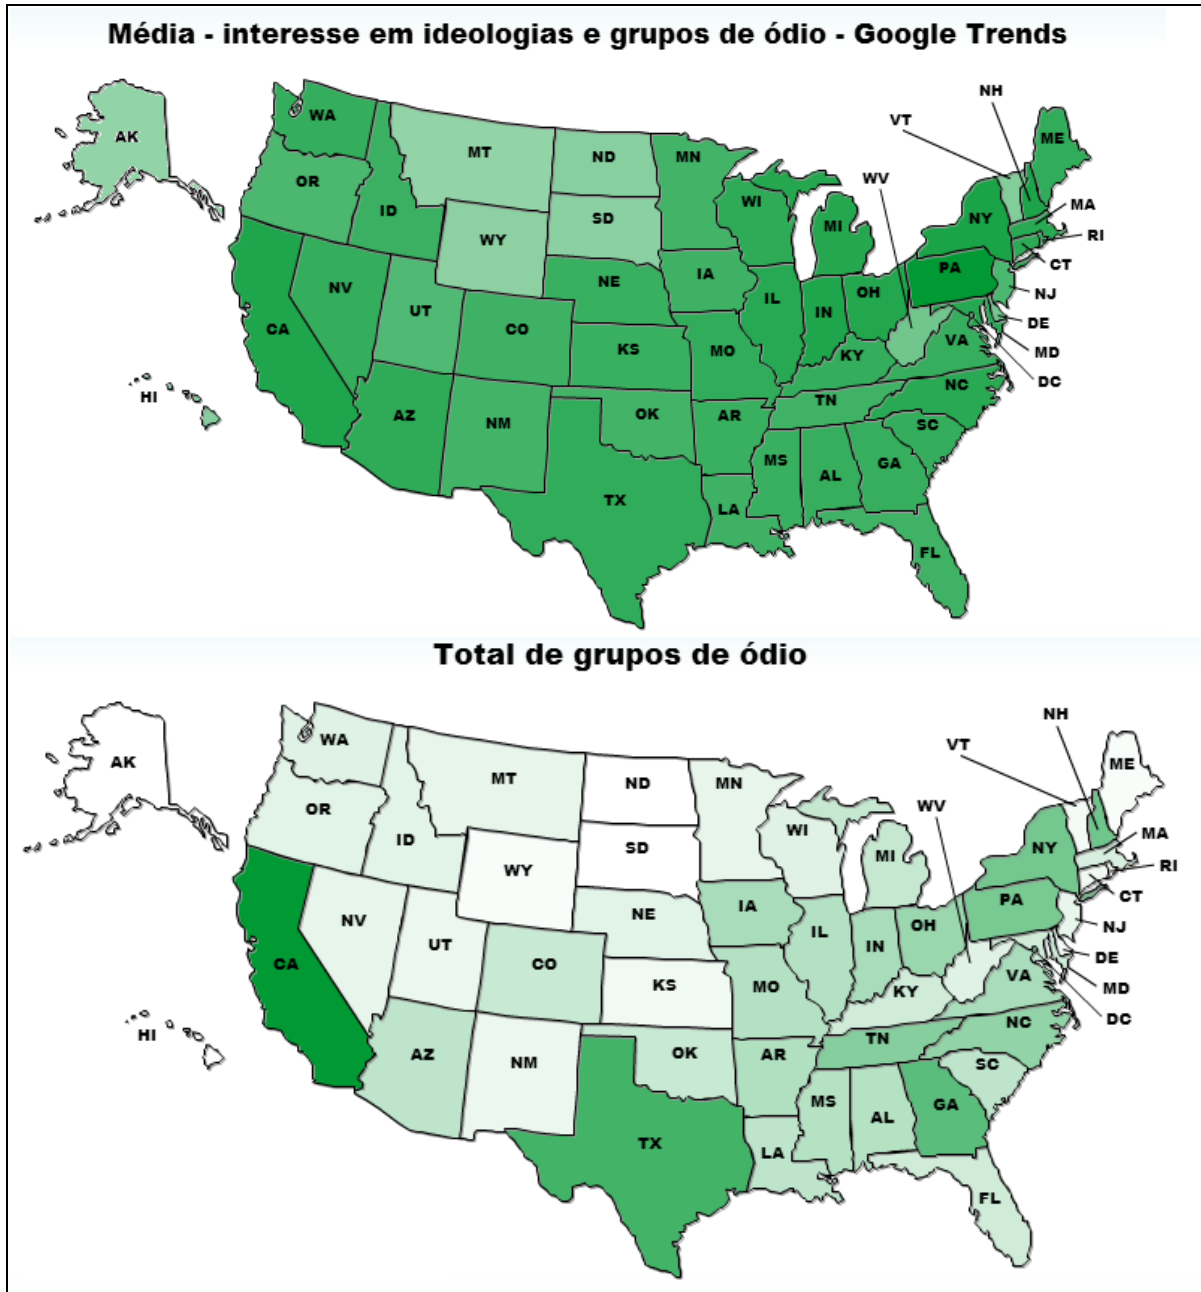 Média - interesse em ideologias e grupos de ódio - Google Trends
NH
VT
ME
AK
WA
MT
ND
MN
OR
ID
WV
WI
NY
MA
SD
MI
RI
WY
CT
PA
NV
NE
IA
NJ
UT
IL
IN
OH
DE
CA
CO
VA
KS
MO
KY
MD
DC
HI
NC
TN
AZ
NM
OK
AR
SC
MS
AL
GA
TX
LA
FL
Total de grupos de ódio
NH
VT
ME
AK
WA
MT
ND
MN
OR
WV
WI
ID
MA
SD
NY
MI
RI
WY
CT
PA
NV
NE
IA
NJ
UT
IL
IN
OH
DE
CA
CO
VA
KS
MO
KY
MD
DC
HI
NC
TN
AZ
NM
OK
AR
SC
MS
AL
GA
TX
LA
FL